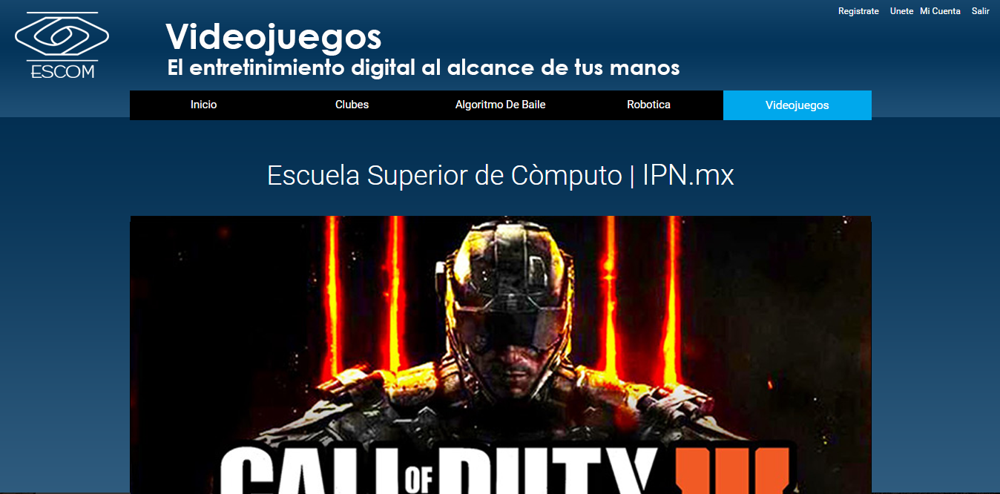 Registrate Unete Mi Cuenta Salir
ESCOM
Videojuegos
El entretinimiento digital al alcance de tus manos
Inicio Clubes Algoritmo De Baile Robotica Videojuegos
Escuela Superior de Còmputo | IPN.mx
CALL OF DUTY III